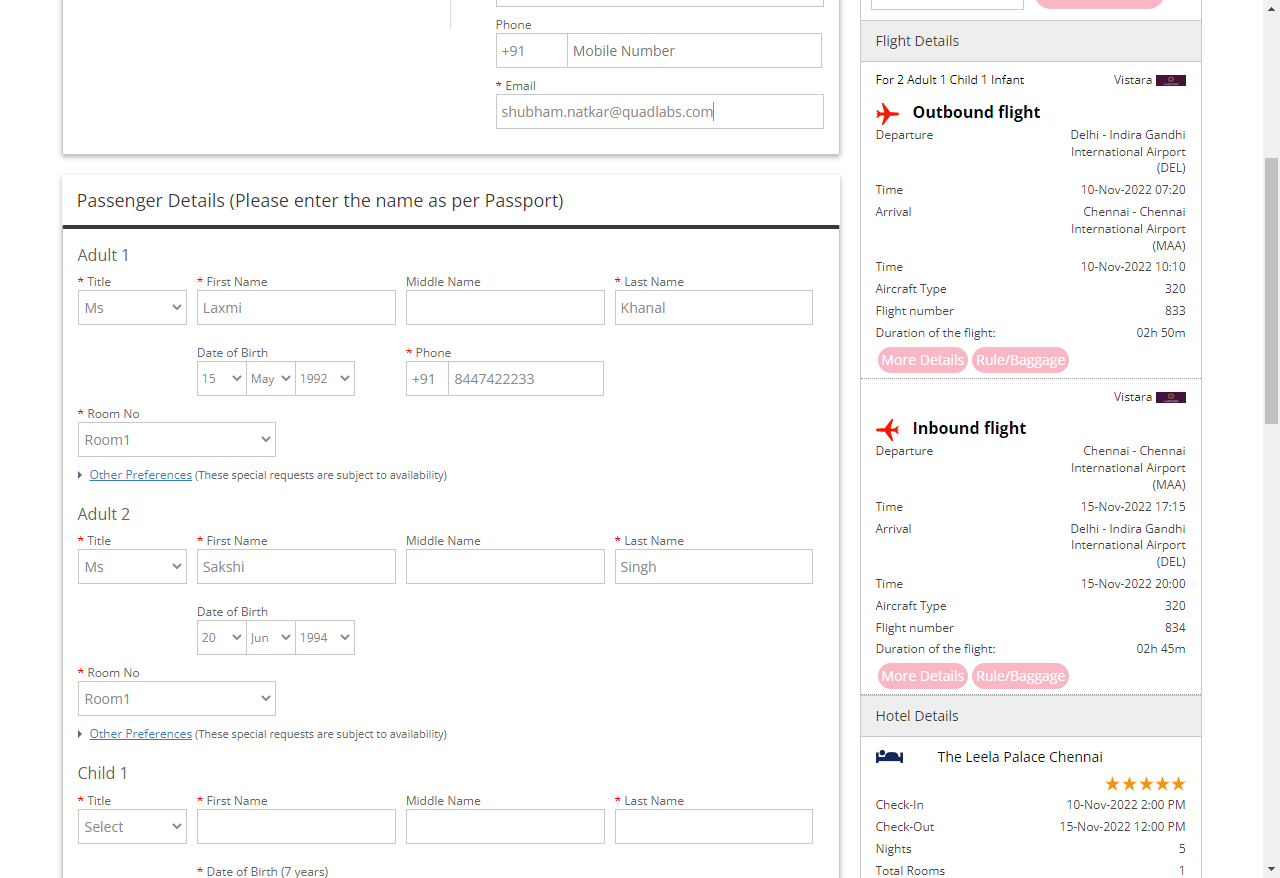 Phone
+91 Mobile Number
* Email
shubham.natkar@quadlabs.com
Passenger Details (Please enter the name as per Passport)
Adult 1
* Title * First Name Middle Name * Last Name
Ms Laxmi Khanal
Date of Birth * Phone
15 May 1992 +91 8447422233
* Room No
Room1
Other Preferences (These special requests are subject to availability)
Adult 2
* Title * First Name Middle Name * Last Name
Ms Sakshi Singh
Date of Birth
20 Jun 1994
* Room No
Room1
Other Preferences (These special requests are subject to availability)
Child 1
* Title * First Name Middle Name * Last Name
Select
* Date of Birth (7 years)
Flight Details
For 2 Adult 1 Child 1 Infant Vistara
Outbound flight
Departure Delhi - Indira Gandhi
International Airport
(DEL)
Time 10-Nov-2022 07:20
Arrival Chennai - Chennai
International Airport
(MAA)
Time 10-Nov-2022 10:10
Aircraft Type 320
Flight number 833
Duration of the flight: 02h 50m
More Details Rule/Baggage
Vistara
Inbound flight
Departure Chennai - Chennai
International Airport
(MAA)
Time 15-Nov-2022 17:15
Arrival Delhi - Indira Gandhi
International Airport
(DEL)
Time 15-Nov-2022 20:00
Aircraft Type 320
Flight number 834
Duration of the flight: 02h 45m
More Details Rule/Baggage
Hotel Details
The Leela Palace Chennai
Check-In 10-Nov-2022 2:00 PM
Check-Out 15-Nov-2022 12:00 PM
Nights 5
Total Rooms 1